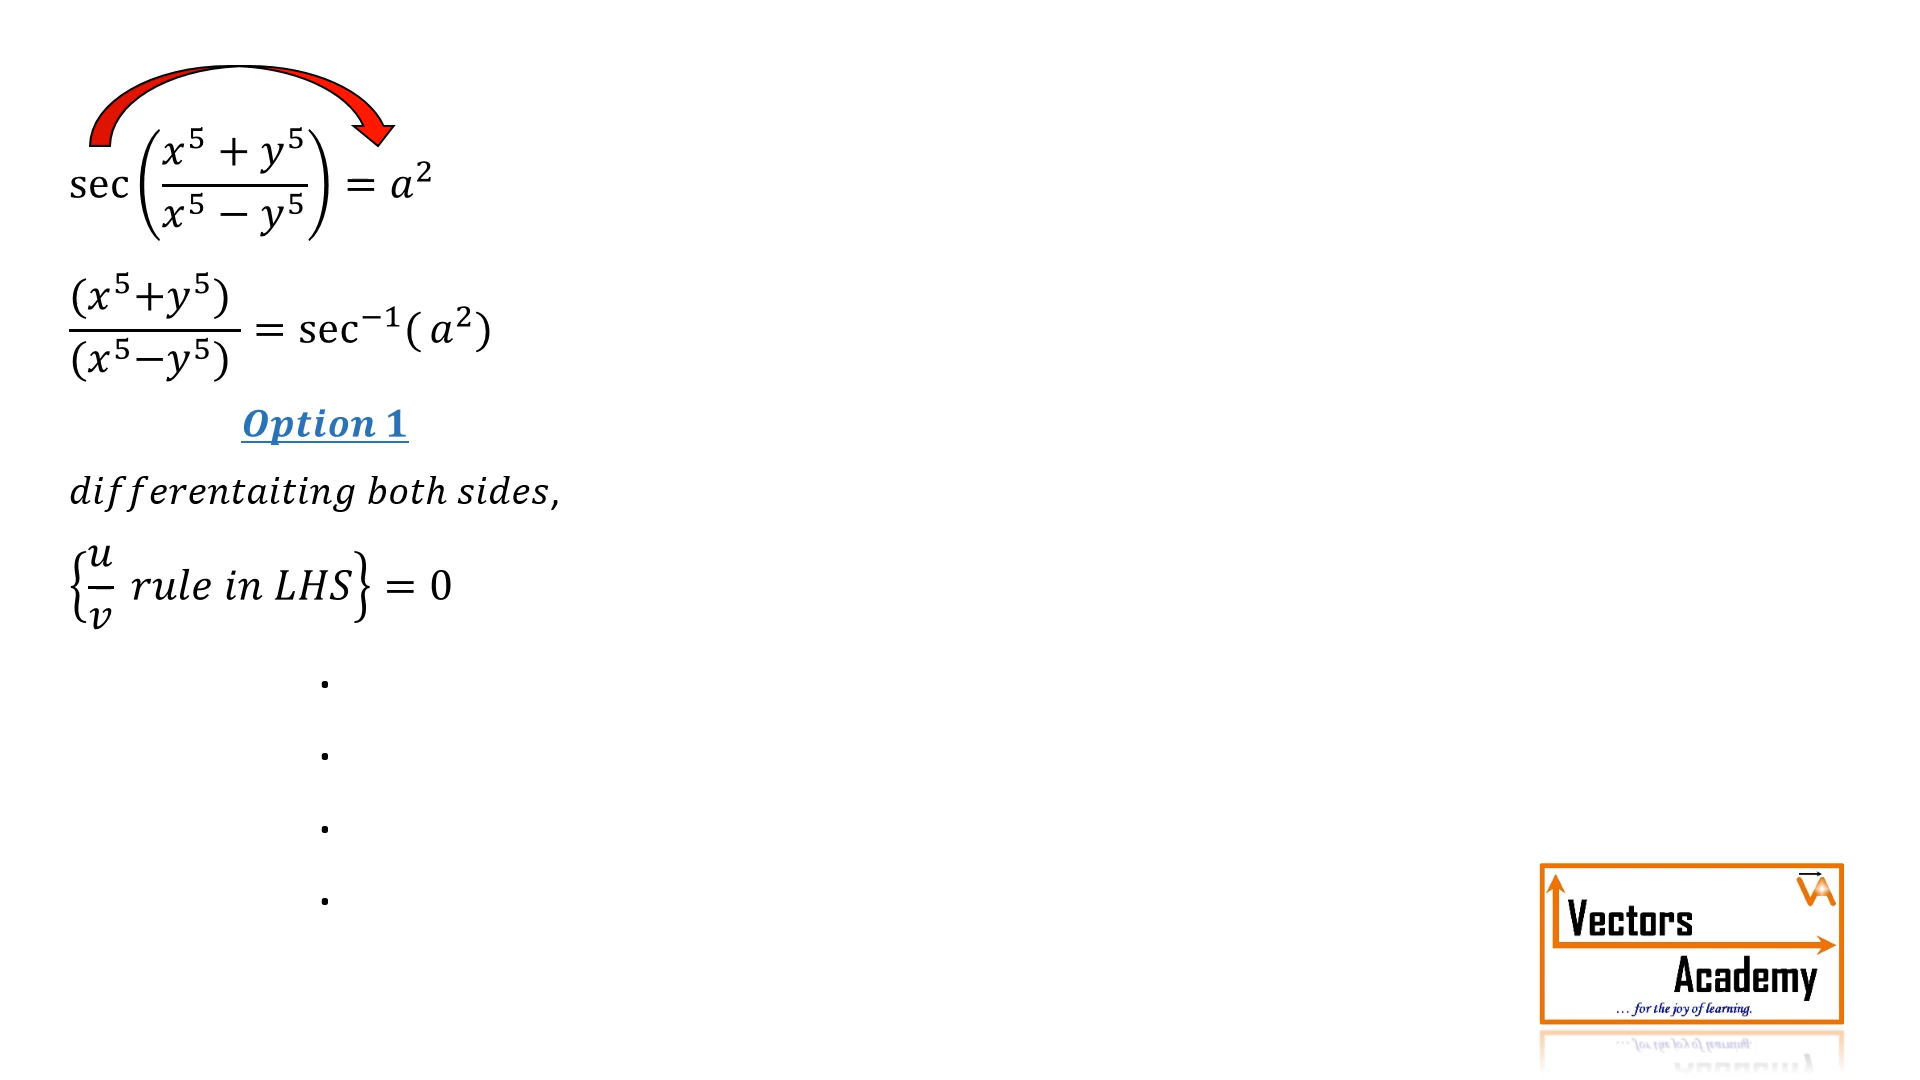 sec(x⁵ + y⁵ / x⁵ − y⁵) = a²
(x⁵+y⁵) / (x⁵−y⁵) = sec⁻¹( a²)
Option 1
differentaiting both sides,
{u/v rule in LHS} = 0
.
.
.
.
VA
Vectors
Academy
... for the joy of learning.